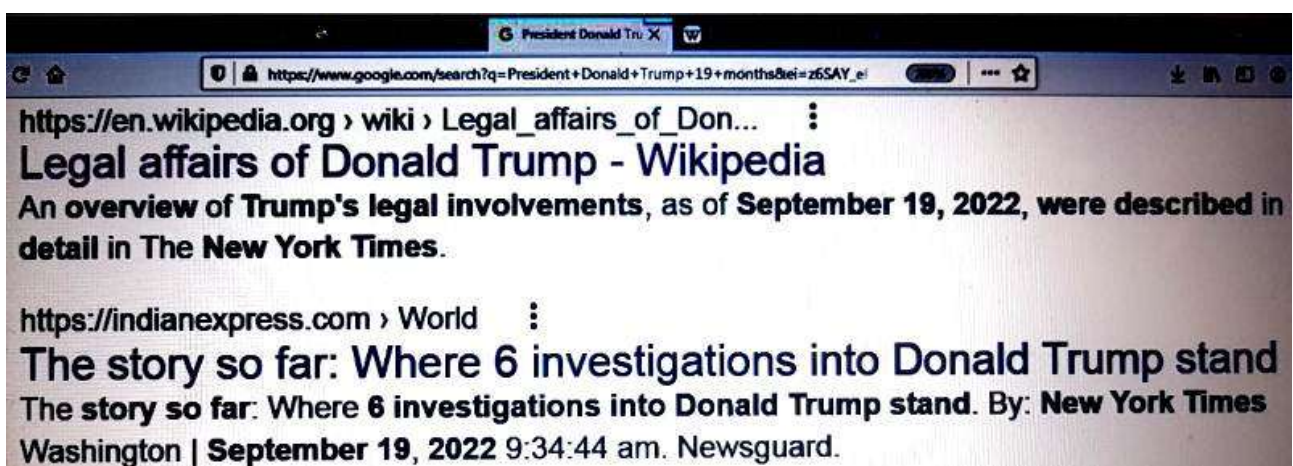 G President Donald Tru X W
https://www.google.com/search?q=President+Donald+Trump+19+months&ei=z6SAY_e
https://en.wikipedia.org › wiki › Legal_affairs_of_Don...
Legal affairs of Donald Trump - Wikipedia
An overview of Trump's legal involvements, as of September 19, 2022, were described in
detail in The New York Times.
https://indianexpress.com › World
The story so far: Where 6 investigations into Donald Trump stand
The story so far: Where 6 investigations into Donald Trump stand. By: New York Times
Washington | September 19, 2022 9:34:44 am. Newsguard.